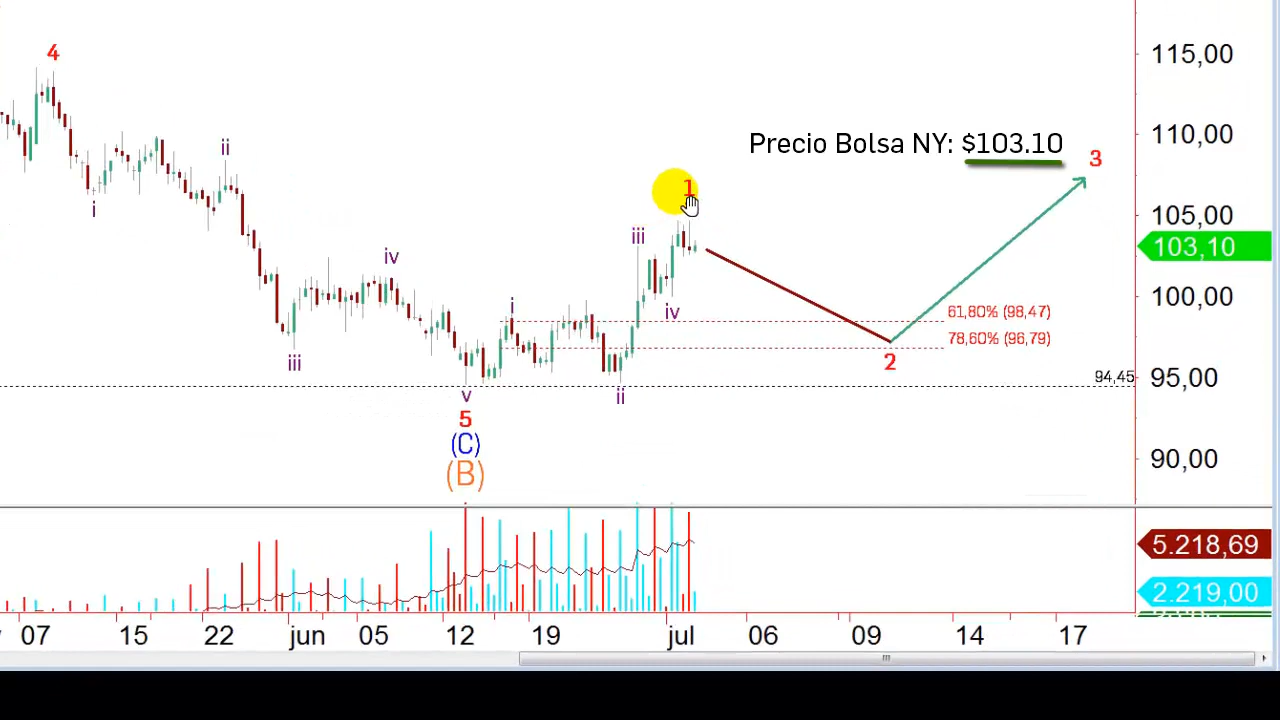 4
115,00
110,00
Precio Bolsa NY: $103.10
ii
3
1
i
105,00
iii
103,10
iv
100,00
i
iv
61,80% (98,47)
78,60% (96,79)
iii
2
94,45
95,00
v
ii
5
(C)
(B)
90,00
5.218,69
2.219,00
07
15
22
jun
05
12
19
jul
06
09
14
17